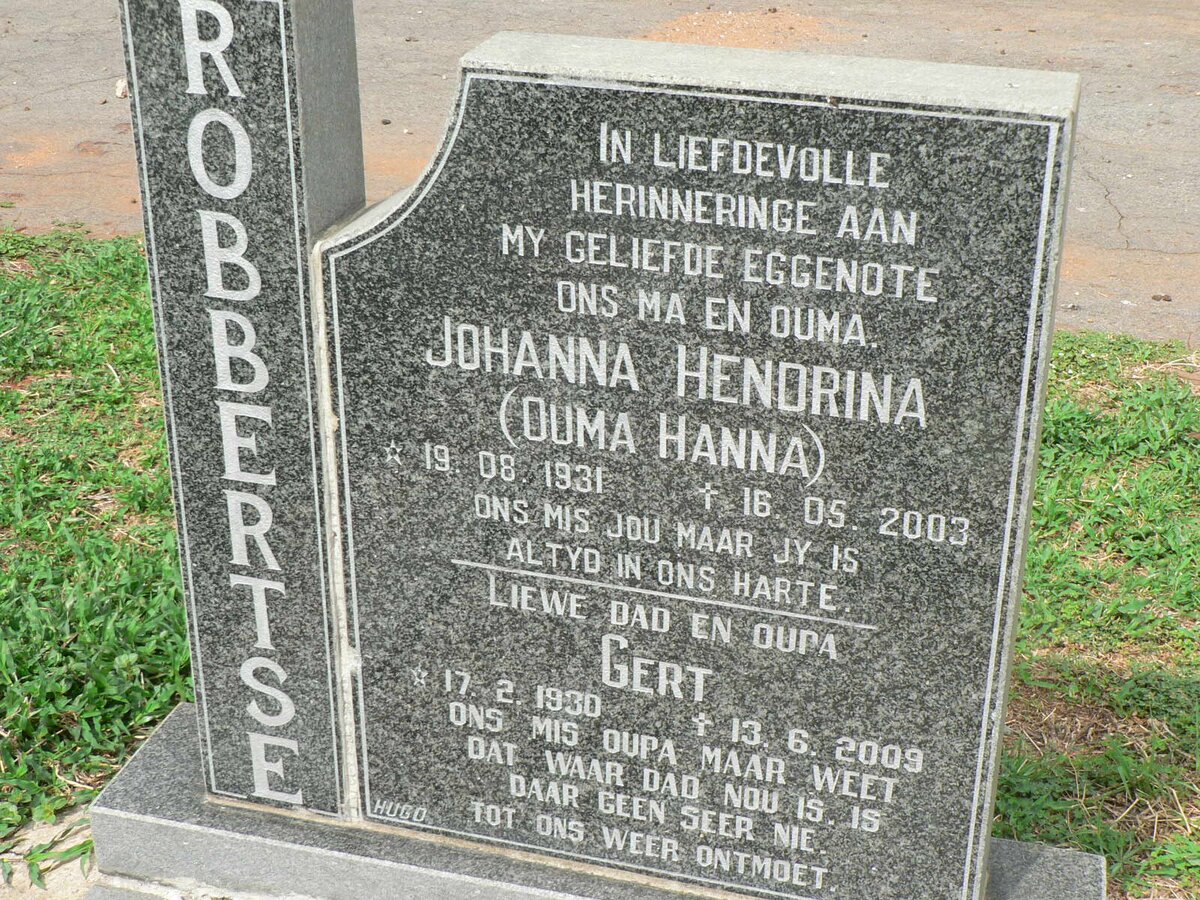 ROBBERTSE
IN LIEFDEVOLLE
HERINNERINGE AAN
MY GELIEFDE EGGENOTE
ONS MA EN OUMA.
JOHANNA HENDRINA
(OUMA HANNA)
☆ 19. 08. 1931 † 16. 05. 2003
ONS MIS JOU MAAR JY IS
ALTYD IN ONS HARTE.
LIEWE DAD EN OUPA
GERT
☆ 17. 2. 1930 † 13. 6. 2009
ONS MIS OUPA MAAR WEET
DAT WAAR DAD NOU IS. IS
DAAR GEEN SEER NIE.
TOT ONS WEER ONTMOET.
HUGO